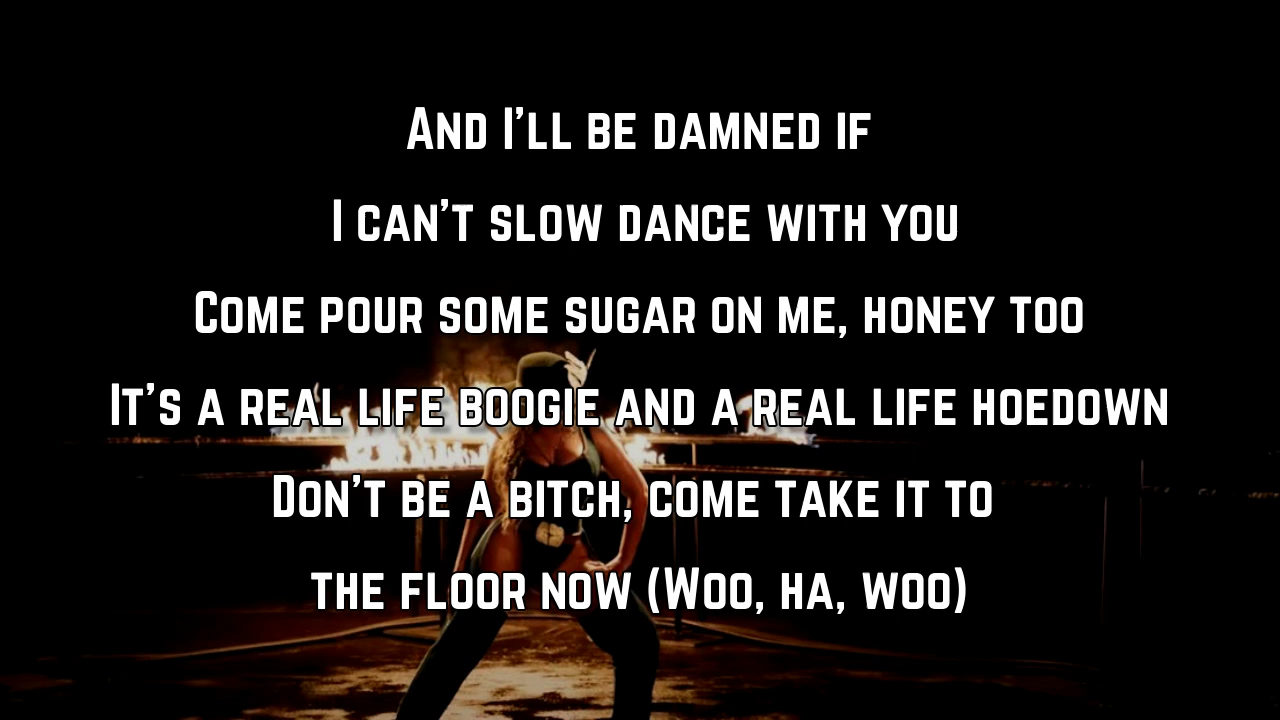 And I'll be damned if
I can't slow dance with you
Come pour some sugar on me, honey too
It's a real life boogie and a real life hoedown
Don't be a bitch, come take it to
the floor now (Woo, ha, woo)